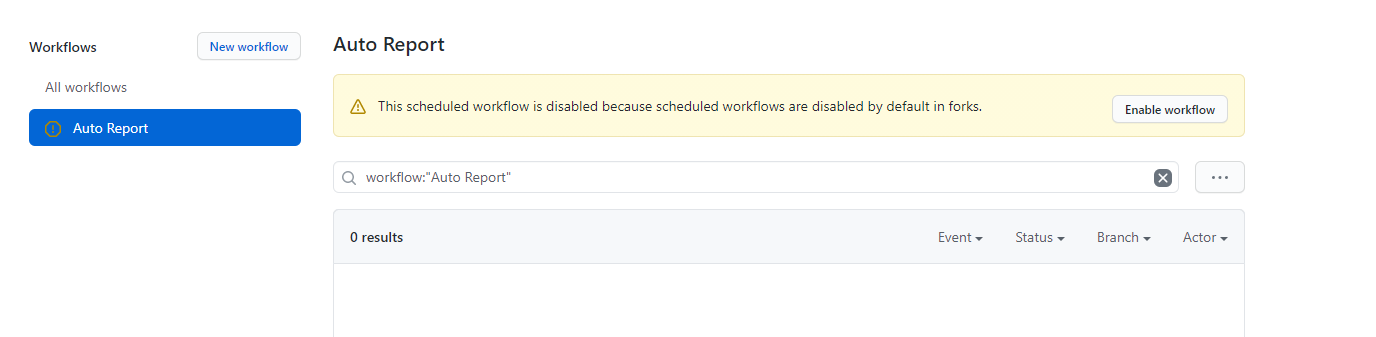 Workflows
New workflow
All workflows
Auto Report
Auto Report
This scheduled workflow is disabled because scheduled workflows are disabled by default in forks.
Enable workflow
workflow:"Auto Report"
0 results
Event
Status
Branch
Actor